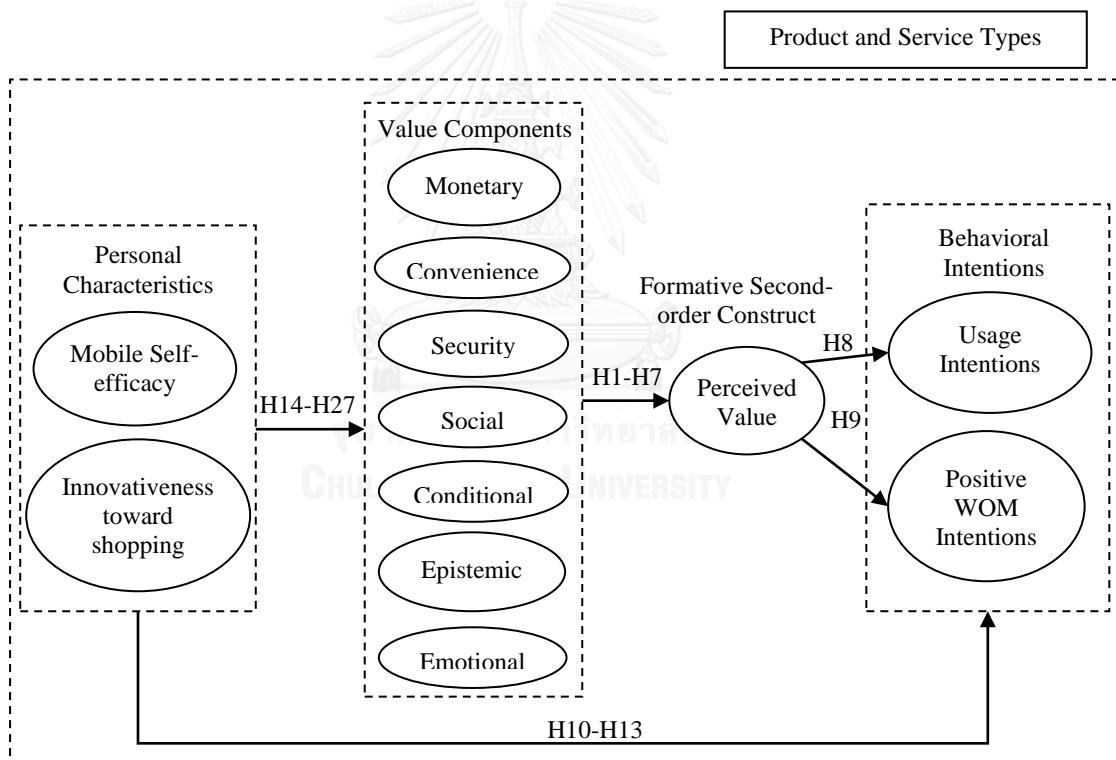 Product and Service Types
Value Components
Monetary
Convenience
Security
Social
Conditional
Epistemic
Emotional
Personal
Characteristics
Mobile Self-
efficacy
Innovativeness
toward
shopping
H14-H27
H1-H7
Formative Second-
order Construct
Perceived
Value
H8
H9
Behavioral
Intentions
Usage
Intentions
Positive
WOM
Intentions
H10-H13
UNIVERSITY